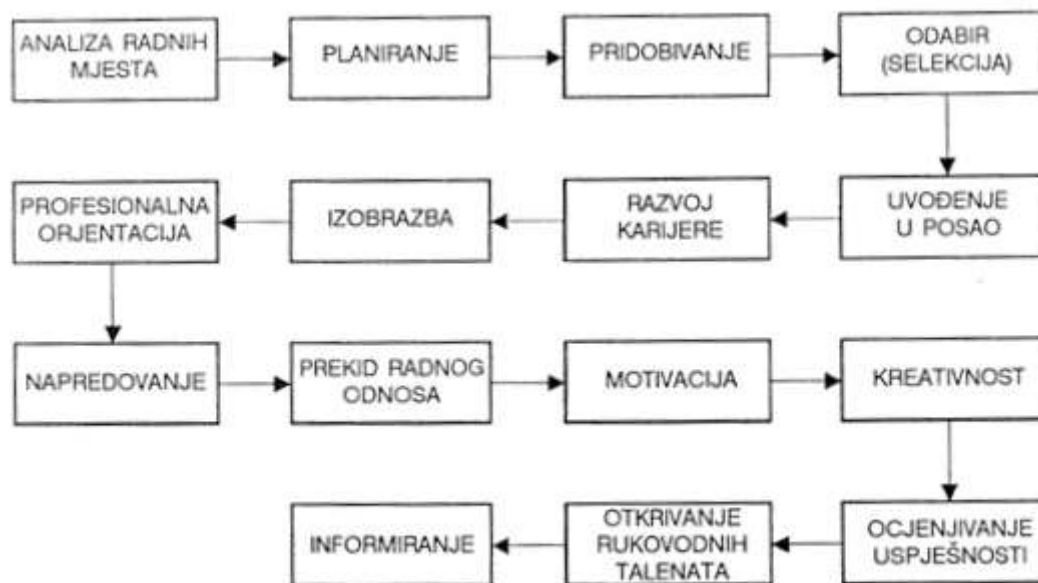 ANALIZA RADNIH
MJESTA
PLANIRANJE
PRIDOBIVANJE
ODABIR
(SELEKCIJA)
UVOĐENJE
U POSAO
RAZVOJ
KARIJERE
IZOBRAZBA
PROFESIONALNA
ORJENTACIJA
NAPREDOVANJE
PREKID RADNOG
ODNOSA
MOTIVACIJA
KREATIVNOST
OCJENJIVANJE
USPJEŠNOSTI
OTKRIVANJE
RUKOVODNIH
TALENATA
INFORMIRANJE